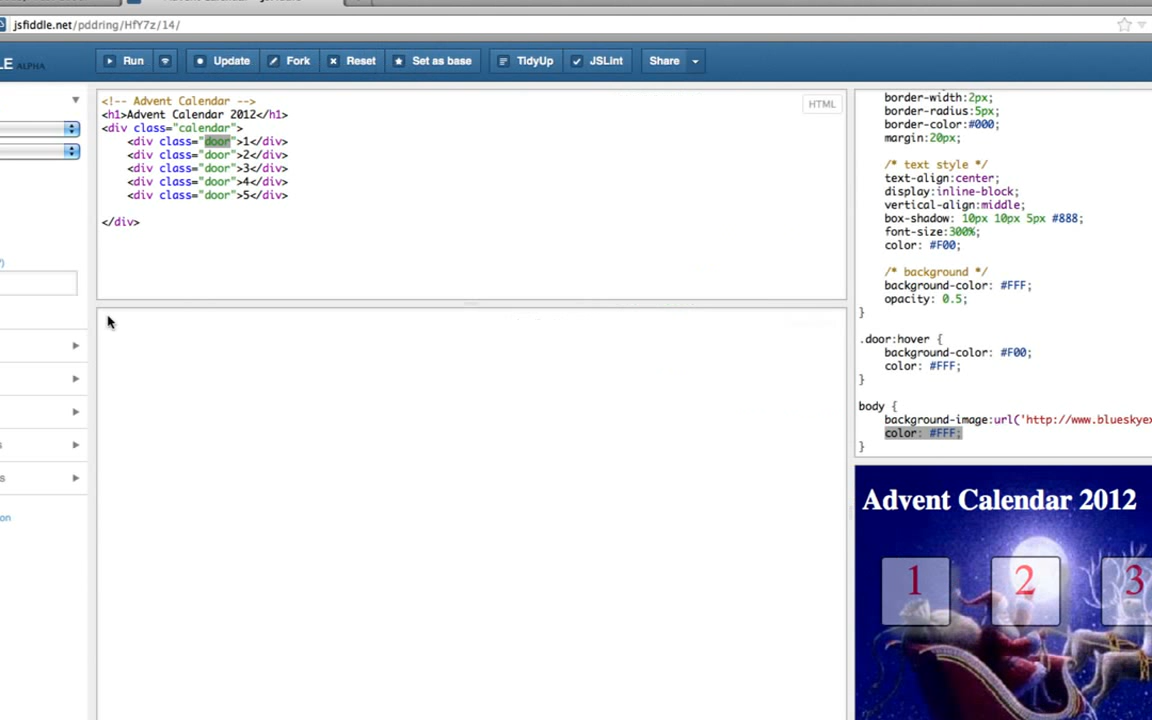 jsfiddle.net/pddring/HfY7z/14/
LE ALPHA
Run
Update
Fork
Reset
Set as base
TidyUp
JSLint
Share
<!-- Advent Calendar -->
<h1>Advent Calendar 2012</h1>
<div class="calendar">
<div class="door">1</div>
<div class="door">2</div>
<div class="door">3</div>
<div class="door">4</div>
<div class="door">5</div>
</div>
HTML
border-width:2px;
border-radius:5px;
border-color:#000;
margin:20px;
/* text style */
text-align:center;
display:inline-block;
vertical-align:middle;
box-shadow: 10px 10px 5px #888;
font-size:300%;
color: #F00;
/* background */
background-color: #FFF;
opacity: 0.5;
}
.door:hover {
background-color: #F00;
color: #FFF;
}
body {
background-image:url('http://www.blueskyex
color: #FFF;
}
Advent Calendar 2012
1 2 3